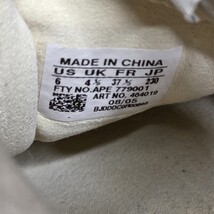 MADE IN CHINA
US UK FR JP
6 4½ 37⅓ 230
FTY NO.APE 779001
ART NO. 464019
08/05